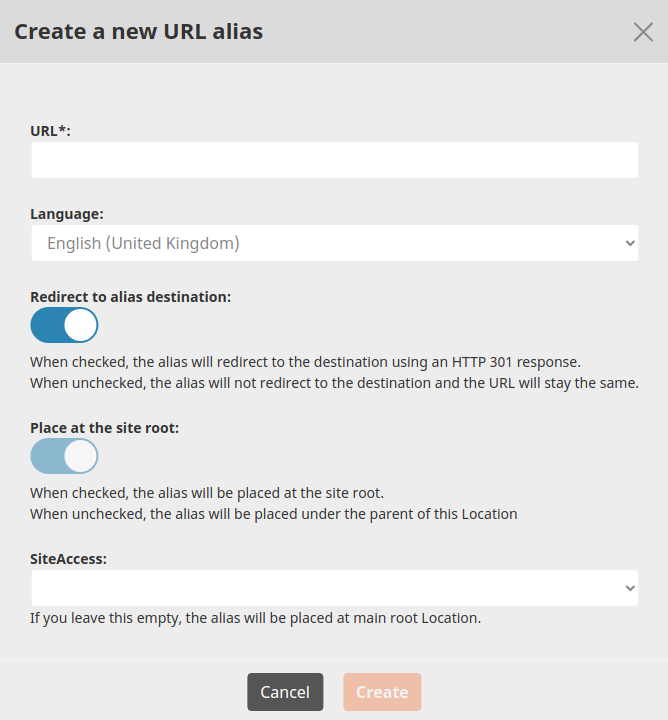 Create a new URL alias
URL*:
Language:
English (United Kingdom)
Redirect to alias destination:
When checked, the alias will redirect to the destination using an HTTP 301 response.
When unchecked, the alias will not redirect to the destination and the URL will stay the same.
Place at the site root:
When checked, the alias will be placed at the site root.
When unchecked, the alias will be placed under the parent of this Location
SiteAccess:
If you leave this empty, the alias will be placed at main root Location.
Cancel
Create